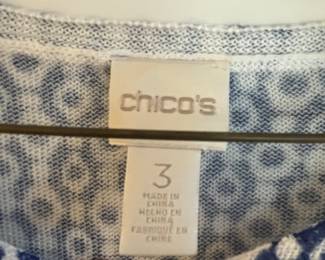 chico's
3
MADE IN
CHINA
HECHO EN
CHINA
FABRIQUÉ EN
CHINE